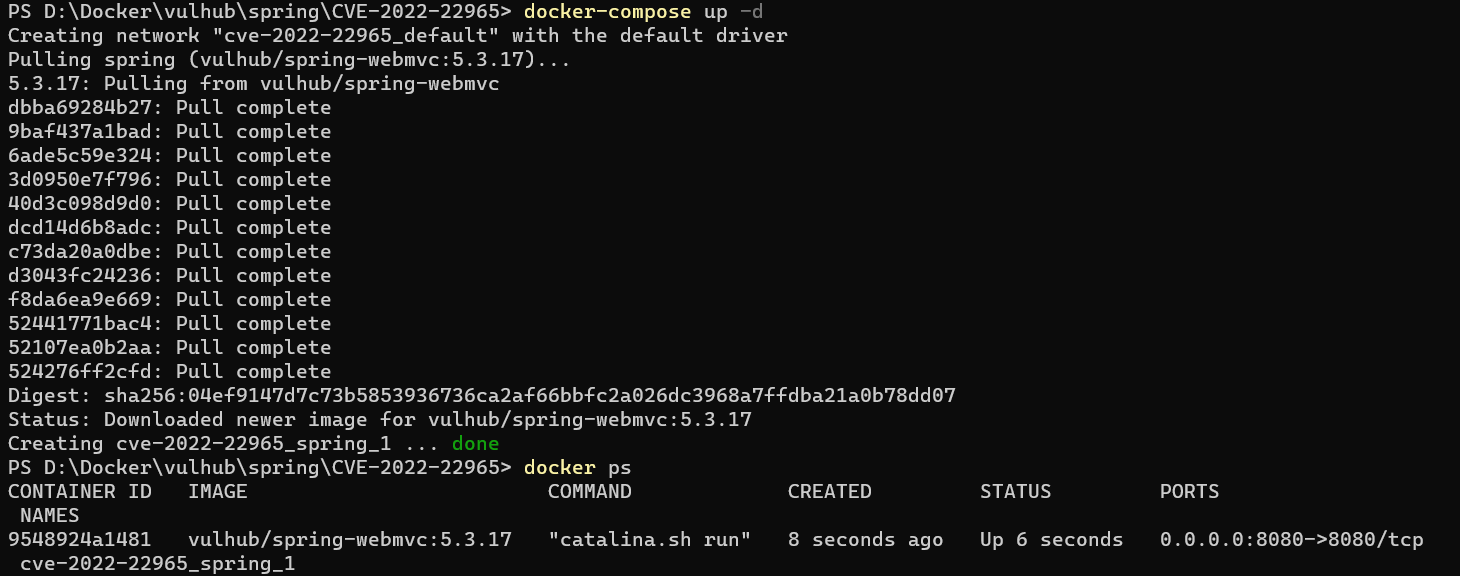 PS D:\Docker\vulhub\spring\CVE-2022-22965> docker-compose up -d
Creating network "cve-2022-22965_default" with the default driver
Pulling spring (vulhub/spring-webmvc:5.3.17)...
5.3.17: Pulling from vulhub/spring-webmvc
dbba69284b27: Pull complete
9baf437a1bad: Pull complete
6ade5c59e324: Pull complete
3d0950e7f796: Pull complete
40d3c098d9d0: Pull complete
dcd14d6b8adc: Pull complete
c73da20a0dbe: Pull complete
d3043fc24236: Pull complete
f8da6ea9e669: Pull complete
52441771bac4: Pull complete
52107ea0b2aa: Pull complete
524276ff2cfd: Pull complete
Digest: sha256:04ef9147d7c73b5853936736ca2af66bbfc2a026dc3968a7ffdba21a0b78dd07
Status: Downloaded newer image for vulhub/spring-webmvc:5.3.17
Creating cve-2022-22965_spring_1 ... done
PS D:\Docker\vulhub\spring\CVE-2022-22965> docker ps
CONTAINER ID   IMAGE                         COMMAND             CREATED         STATUS         PORTS
 NAMES
9548924a1481   vulhub/spring-webmvc:5.3.17   "catalina.sh run"   8 seconds ago   Up 6 seconds   0.0.0.0:8080->8080/tcp
 cve-2022-22965_spring_1